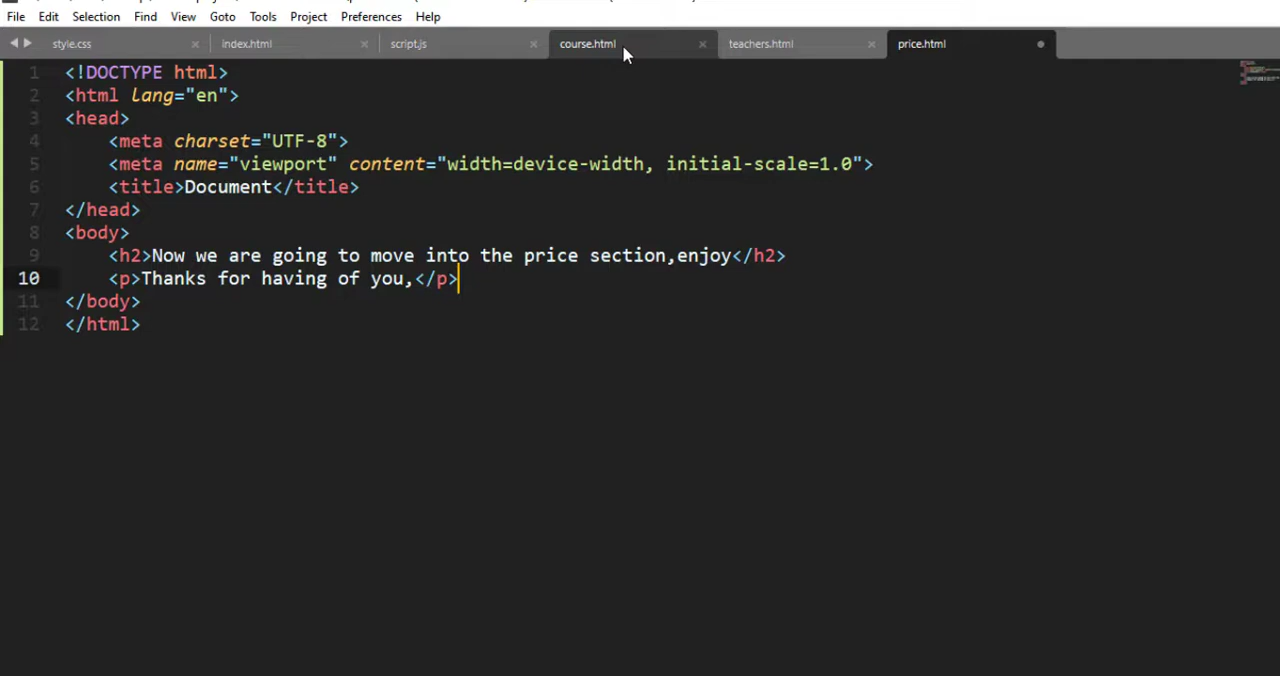 File Edit Selection Find View Goto Tools Project Preferences Help
style.css index.html script.js course.html teachers.html price.html
1 <!DOCTYPE html>
2 <html lang="en">
3 <head>
4 <meta charset="UTF-8">
5 <meta name="viewport" content="width=device-width, initial-scale=1.0">
6 <title>Document</title>
7 </head>
8 <body>
9 <h2>Now we are going to move into the price section,enjoy</h2>
10 <p>Thanks for having of you,</p>
11 </body>
12 </html>